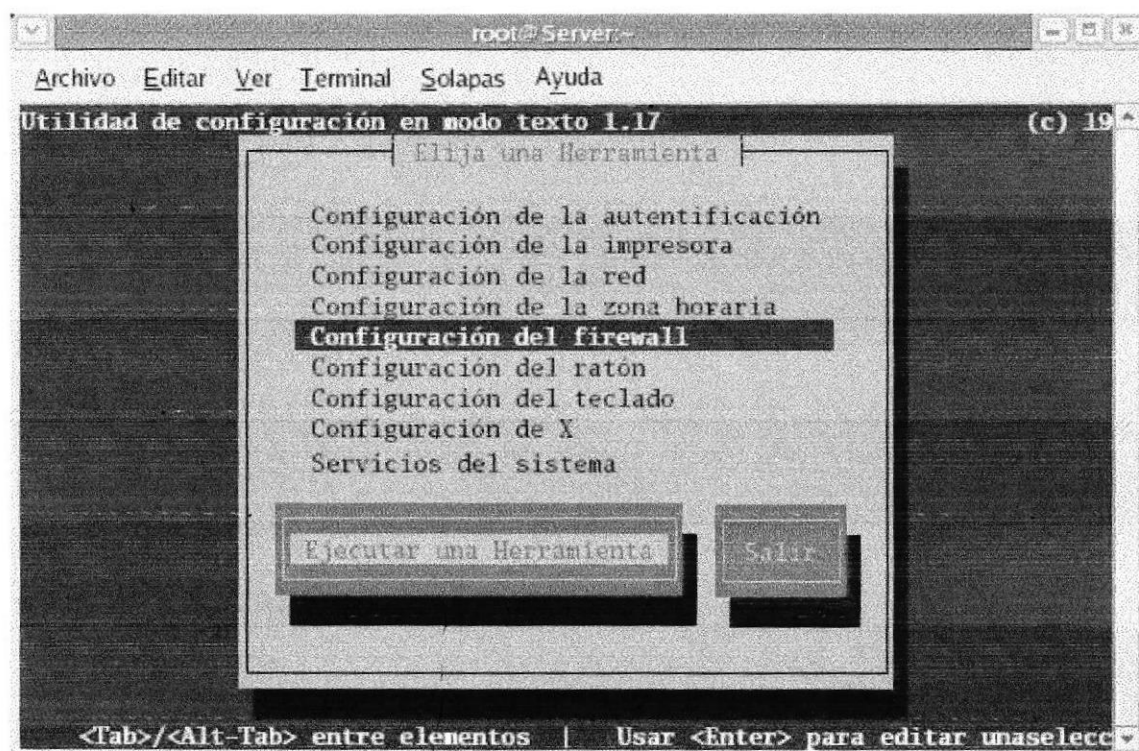 root@Server:~
Archivo Editar Ver Terminal Solapas Ayuda
Utilidad de configuración en modo texto 1.17 (c) 19
Elija una Herramienta
Configuración de la autentificación
Configuración de la impresora
Configuración de la red
Configuración de la zona horaria
Configuración del firewall
Configuración del ratón
Configuración del teclado
Configuración de X
Servicios del sistema
Ejecutar una Herramienta Salir
<Tab>/<Alt-Tab> entre elementos | Usar <Enter> para editar unaselecc